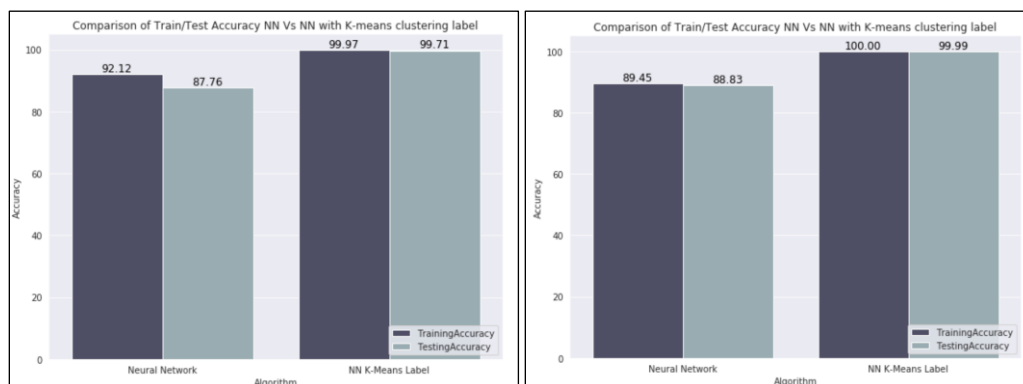 Comparison of Train/Test Accuracy NN Vs NN with K-means clustering label
100
80
60
40
20
0
Accuracy
92.12
87.76
99.97
99.71
TrainingAccuracy
TestingAccuracy
Neural Network
NN K-Means Label
Algorithm
Comparison of Train/Test Accuracy NN Vs NN with K-means clustering label
100
80
60
40
20
0
Accuracy
89.45
88.83
100.00
99.99
TrainingAccuracy
TestingAccuracy
Neural Network
NN K-Means Label
Algorithm